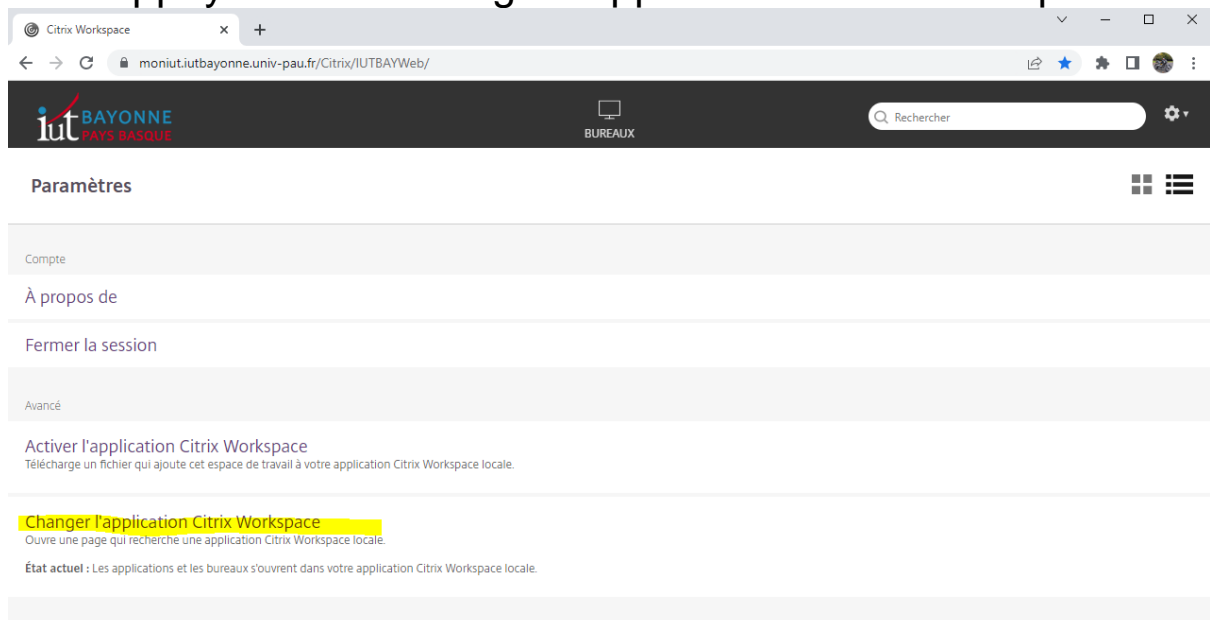 Citrix Workspace
moniut.iutbayonne.univ-pau.fr/Citrix/IUTBAYWeb/
iut BAYONNE
PAYS BASQUE
BUREAUX
Rechercher
Paramètres
Compte
À propos de
Fermer la session
Avancé
Activer l'application Citrix Workspace
Télécharge un fichier qui ajoute cet espace de travail à votre application Citrix Workspace locale.
Changer l'application Citrix Workspace
Ouvre une page qui recherche une application Citrix Workspace locale.
État actuel : Les applications et les bureaux s'ouvrent dans votre application Citrix Workspace locale.